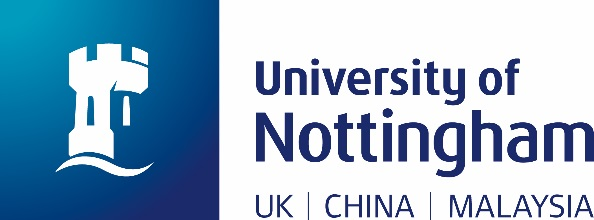 University of
Nottingham
UK | CHINA | MALAYSIA